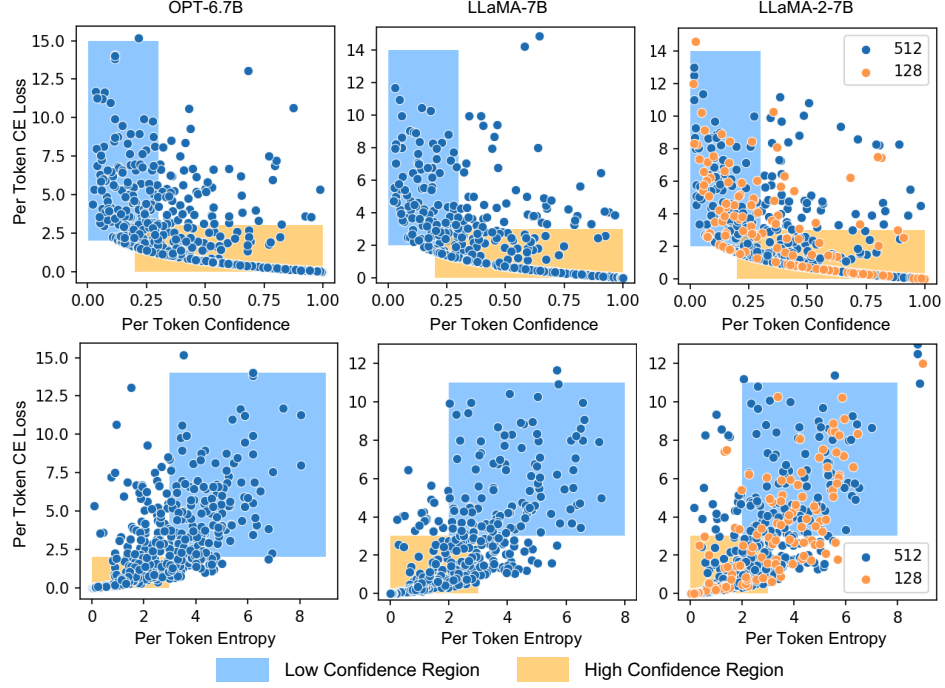 OPT-6.7B
LLaMA-7B
LLaMA-2-7B
Per Token CE Loss
15.0
12.5
10.0
7.5
5.0
2.5
0.0
0.00 0.25 0.50 0.75 1.00
Per Token Confidence
14
12
10
8
6
4
2
0
0.00 0.25 0.50 0.75 1.00
Per Token Confidence
14
12
10
8
6
4
2
0
512
128
0.00 0.25 0.50 0.75 1.00
Per Token Confidence
Per Token CE Loss
15.0
12.5
10.0
7.5
5.0
2.5
0.0
0 2 4 6 8
Per Token Entropy
12
10
8
6
4
2
0
0 2 4 6 8
Per Token Entropy
12
10
8
6
4
2
0
512
128
0 2 4 6 8
Per Token Entropy
Low Confidence Region
High Confidence Region